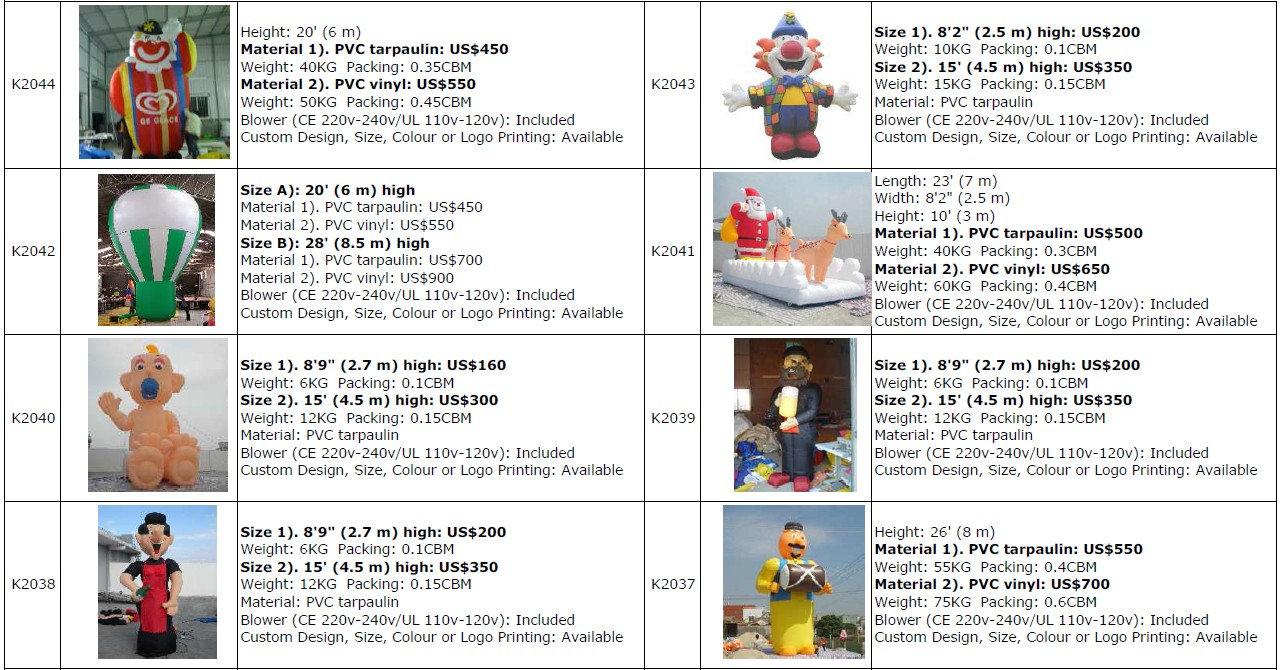 K2044
GB GLACE
Height: 20' (6 m)
Material 1). PVC tarpaulin: US$450
Weight: 40KG Packing: 0.35CBM
Material 2). PVC vinyl: US$550
Weight: 50KG Packing: 0.45CBM
Blower (CE 220v-240v/UL 110v-120v): Included
Custom Design, Size, Colour or Logo Printing: Available
K2043
Size 1). 8'2" (2.5 m) high: US$200
Weight: 10KG Packing: 0.1CBM
Size 2). 15' (4.5 m) high: US$350
Weight: 15KG Packing: 0.15CBM
Material: PVC tarpaulin
Blower (CE 220v-240v/UL 110v-120v): Included
Custom Design, Size, Colour or Logo Printing: Available
K2042
Size A): 20' (6 m) high
Material 1). PVC tarpaulin: US$450
Material 2). PVC vinyl: US$550
Size B): 28' (8.5 m) high
Material 1). PVC tarpaulin: US$700
Material 2). PVC vinyl: US$900
Blower (CE 220v-240v/UL 110v-120v): Included
Custom Design, Size, Colour or Logo Printing: Available
K2041
Length: 23' (7 m)
Width: 8'2" (2.5 m)
Height: 10' (3 m)
Material 1). PVC tarpaulin: US$500
Weight: 40KG Packing: 0.3CBM
Material 2). PVC vinyl: US$650
Weight: 60KG Packing: 0.4CBM
Blower (CE 220v-240v/UL 110v-120v): Included
Custom Design, Size, Colour or Logo Printing: Available
K2040
Size 1). 8'9" (2.7 m) high: US$160
Weight: 6KG Packing: 0.1CBM
Size 2). 15' (4.5 m) high: US$300
Weight: 12KG Packing: 0.15CBM
Material: PVC tarpaulin
Blower (CE 220v-240v/UL 110v-120v): Included
Custom Design, Size, Colour or Logo Printing: Available
K2039
Size 1). 8'9" (2.7 m) high: US$200
Weight: 6KG Packing: 0.1CBM
Size 2). 15' (4.5 m) high: US$350
Weight: 12KG Packing: 0.15CBM
Material: PVC tarpaulin
Blower (CE 220v-240v/UL 110v-120v): Included
Custom Design, Size, Colour or Logo Printing: Available
K2038
Size 1). 8'9" (2.7 m) high: US$200
Weight: 6KG Packing: 0.1CBM
Size 2). 15' (4.5 m) high: US$350
Weight: 12KG Packing: 0.15CBM
Material: PVC tarpaulin
Blower (CE 220v-240v/UL 110v-120v): Included
Custom Design, Size, Colour or Logo Printing: Available
K2037
Height: 26' (8 m)
Material 1). PVC tarpaulin: US$550
Weight: 55KG Packing: 0.4CBM
Material 2). PVC vinyl: US$700
Weight: 75KG Packing: 0.6CBM
Blower (CE 220v-240v/UL 110v-120v): Included
Custom Design, Size, Colour or Logo Printing: Available